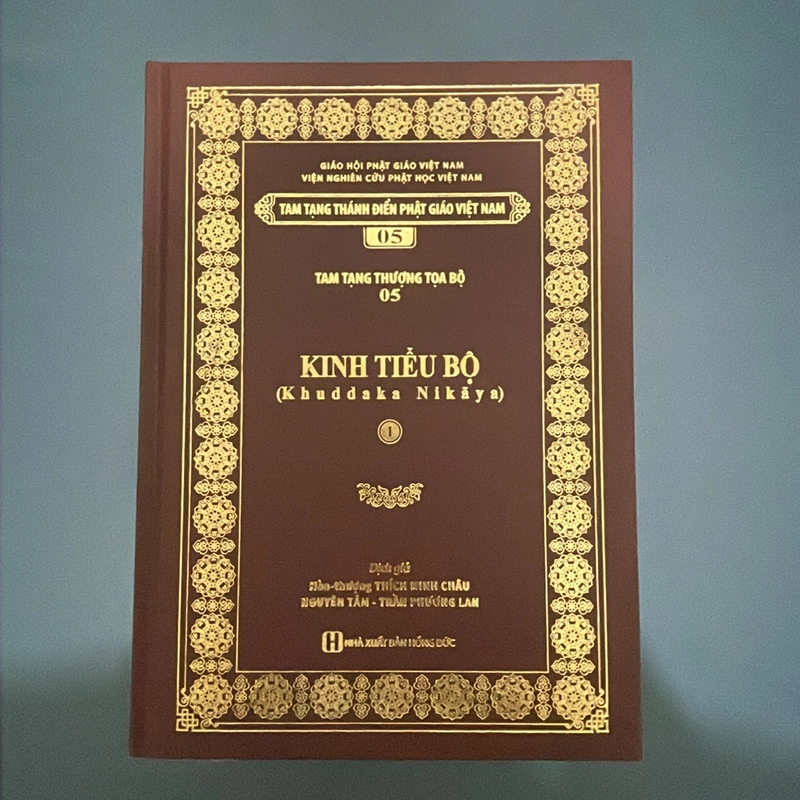 GIÁO HỘI PHẬT GIÁO VIỆT NAM
VIỆN NGHIÊN CỨU PHẬT HỌC VIỆT NAM
TAM TẠNG THÁNH ĐIỂN PHẬT GIÁO VIỆT NAM
05
TAM TẠNG THƯỢNG TỌA BỘ
05
KINH TIỂU BỘ
(Khuddaka Nikāya)
1
Dịch giả
Hòa-thượng THÍCH MINH CHÂU
NGUYÊN TÂM - TRẦN PHƯƠNG LAN
NHÀ XUẤT BẢN HỒNG ĐỨC